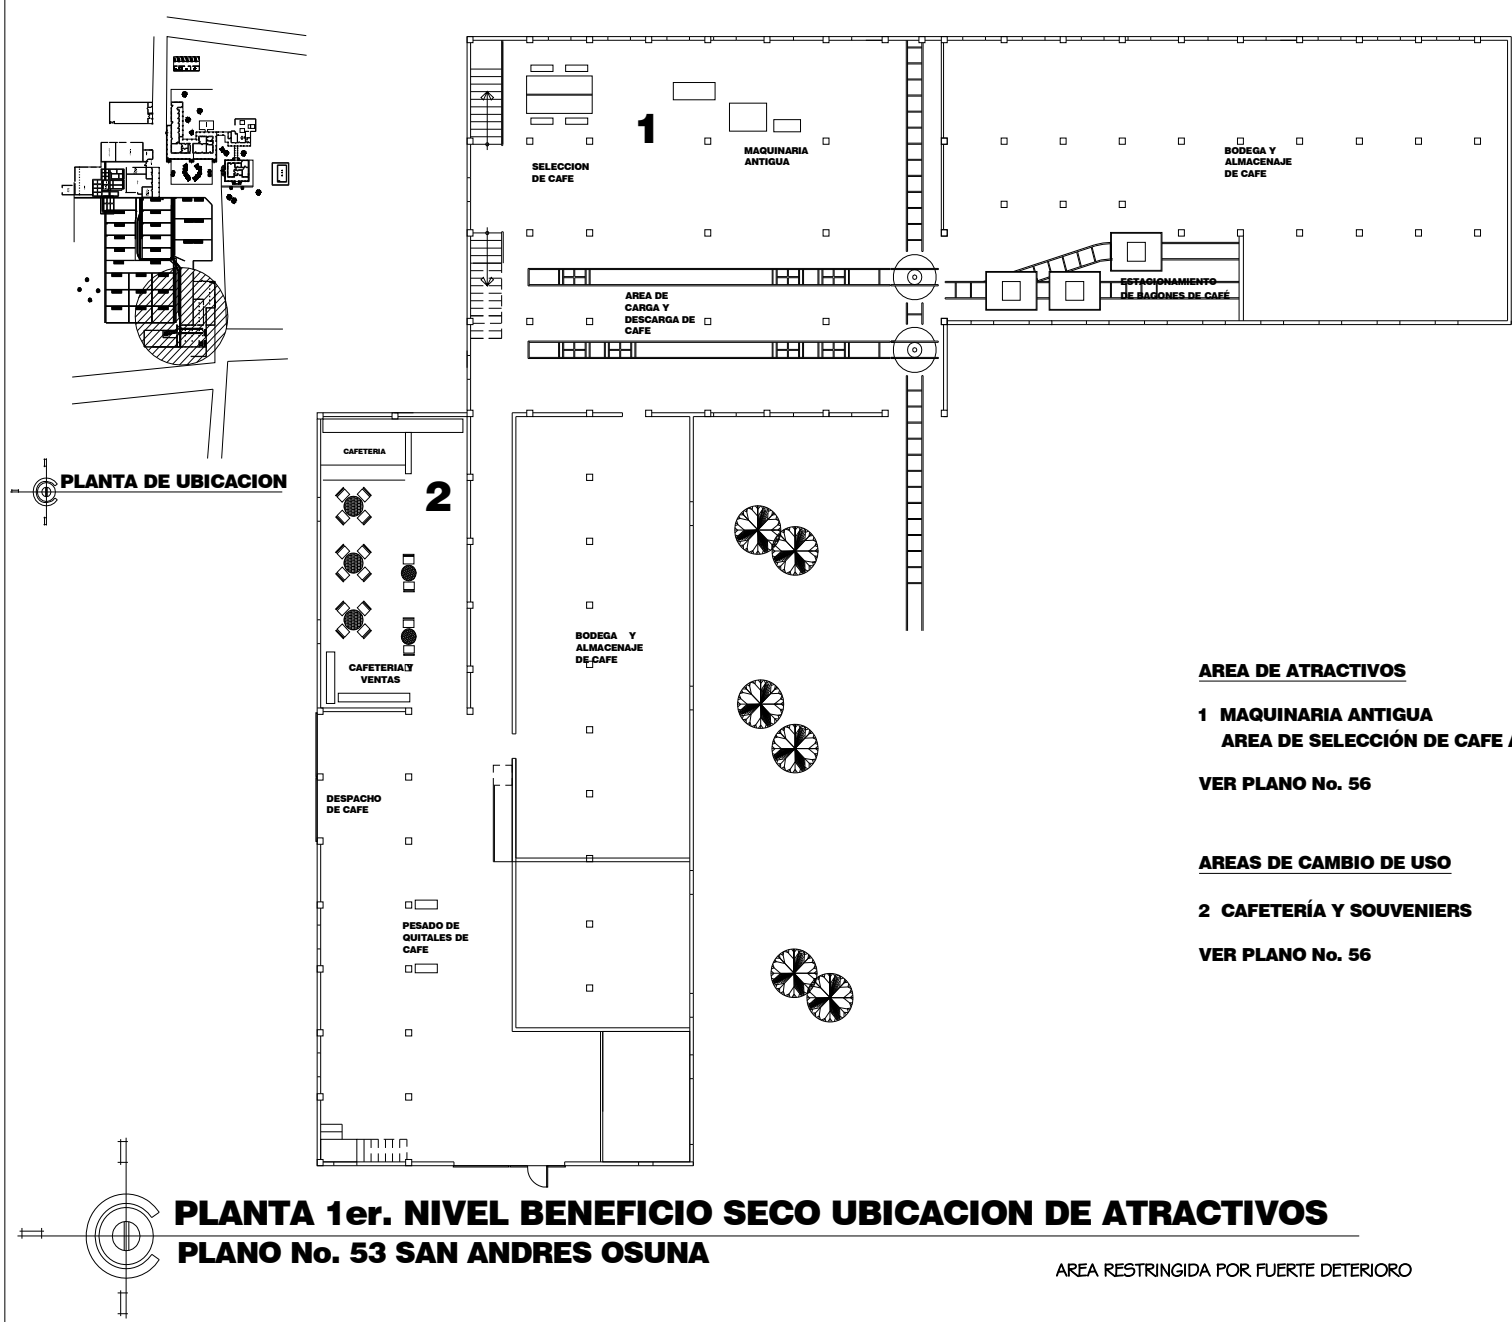 1
SELECCION
DE CAFE
MAQUINARIA
ANTIGUA
BODEGA Y
ALMACENAJE
DE CAFE
AREA DE
CARGA Y
DESCARGA DE
CAFE
ESTACIONAMIENTO
DE BAGONES DE CAFÉ
PLANTA DE UBICACION
CAFETERIA
2
CAFETERIA Y
VENTAS
BODEGA Y
ALMACENAJE
DE CAFE
DESPACHO
DE CAFE
PESADO DE
QUITALES DE
CAFE
AREA DE ATRACTIVOS
1 MAQUINARIA ANTIGUA
AREA DE SELECCIÓN DE CAFE
VER PLANO No. 56
AREAS DE CAMBIO DE USO
2 CAFETERÍA Y SOUVENIERS
VER PLANO No. 56
PLANTA 1er. NIVEL BENEFICIO SECO UBICACION DE ATRACTIVOS
PLANO No. 53 SAN ANDRES OSUNA
AREA RESTRINGIDA POR FUERTE DETERIORO